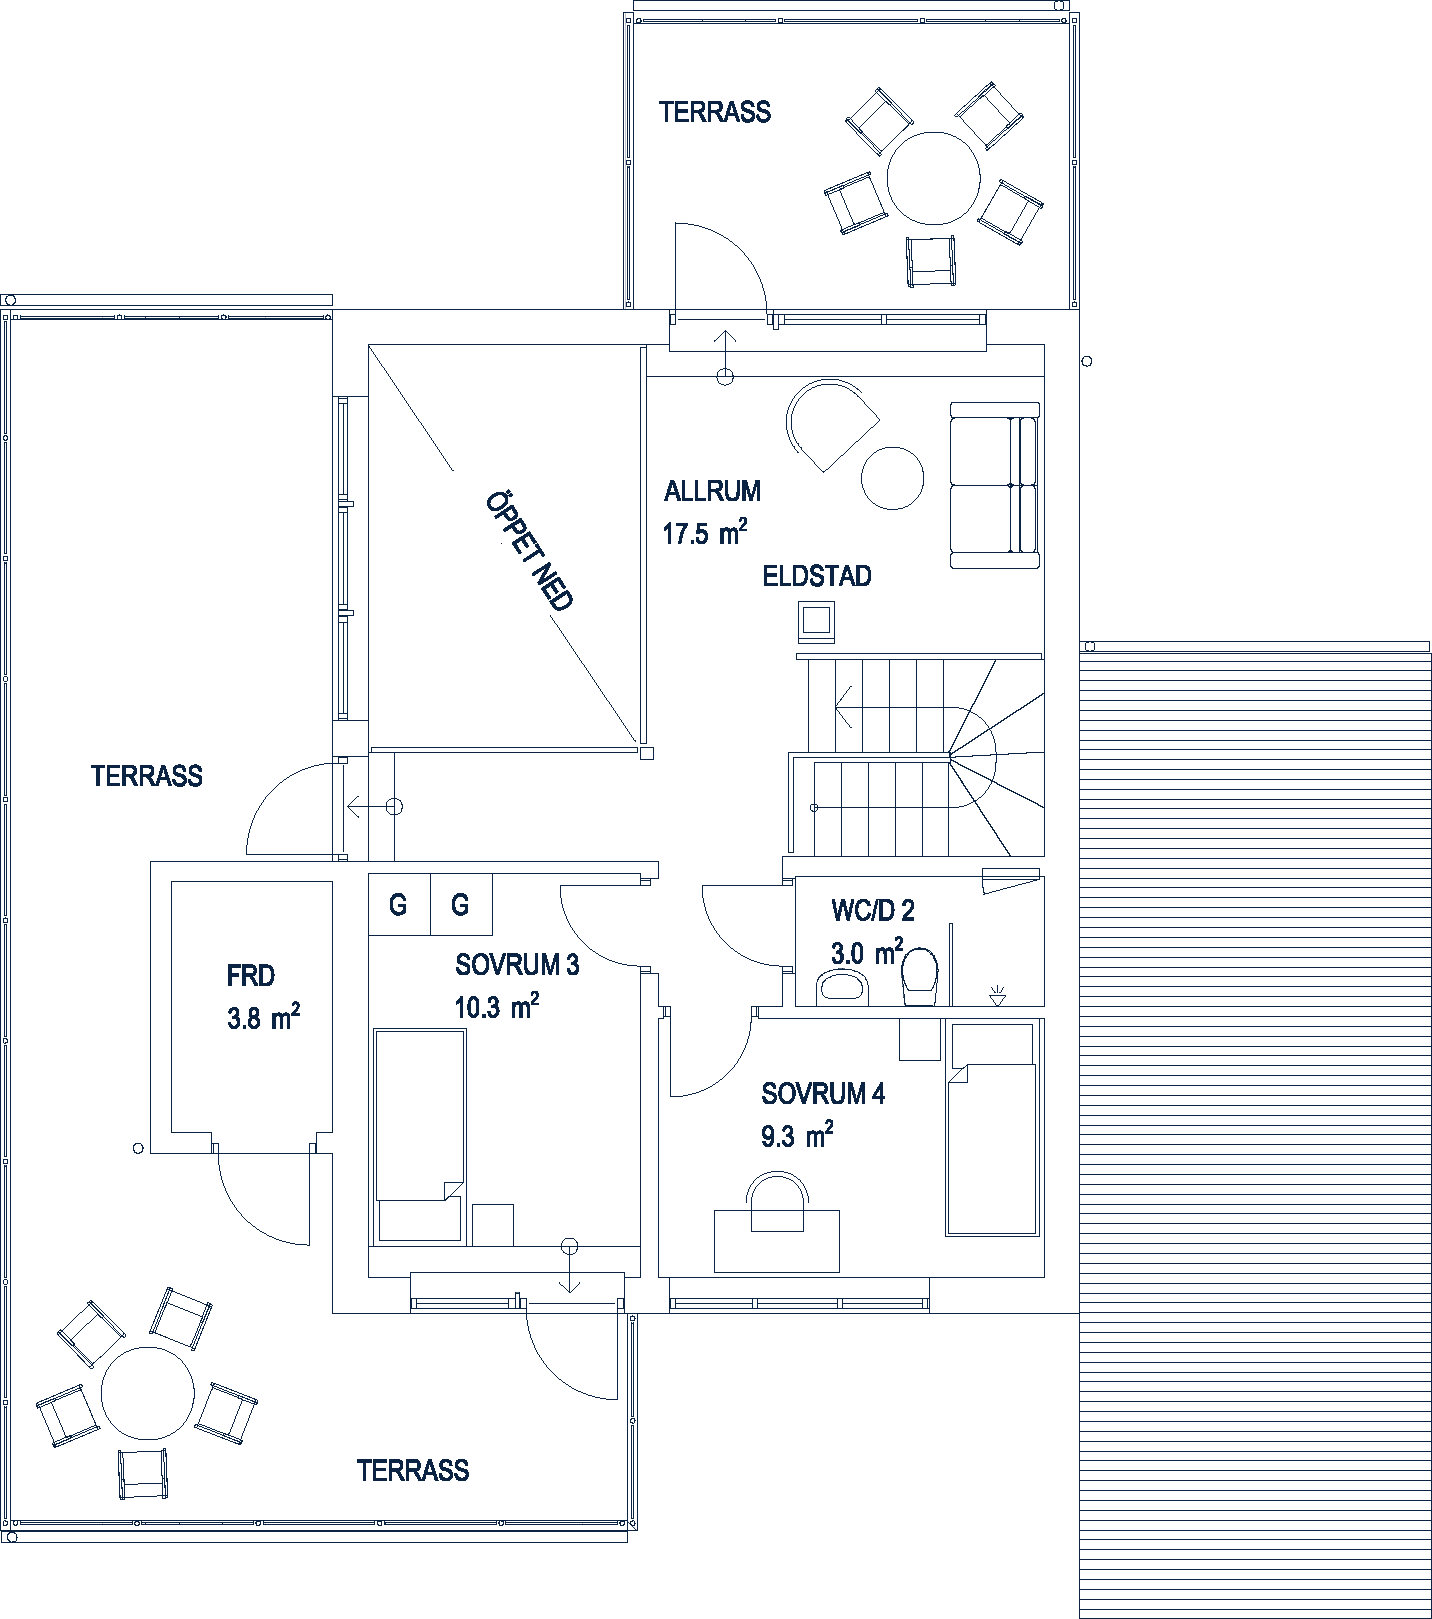 TERRASS
ALLRUM
17.5 m²
ÖPPET NED
ELDSTAD
TERRASS
G G
WC/D 2
3.0 m²
SOVRUM 3
10.3 m²
FRD
3.8 m²
SOVRUM 4
9.3 m²
TERRASS